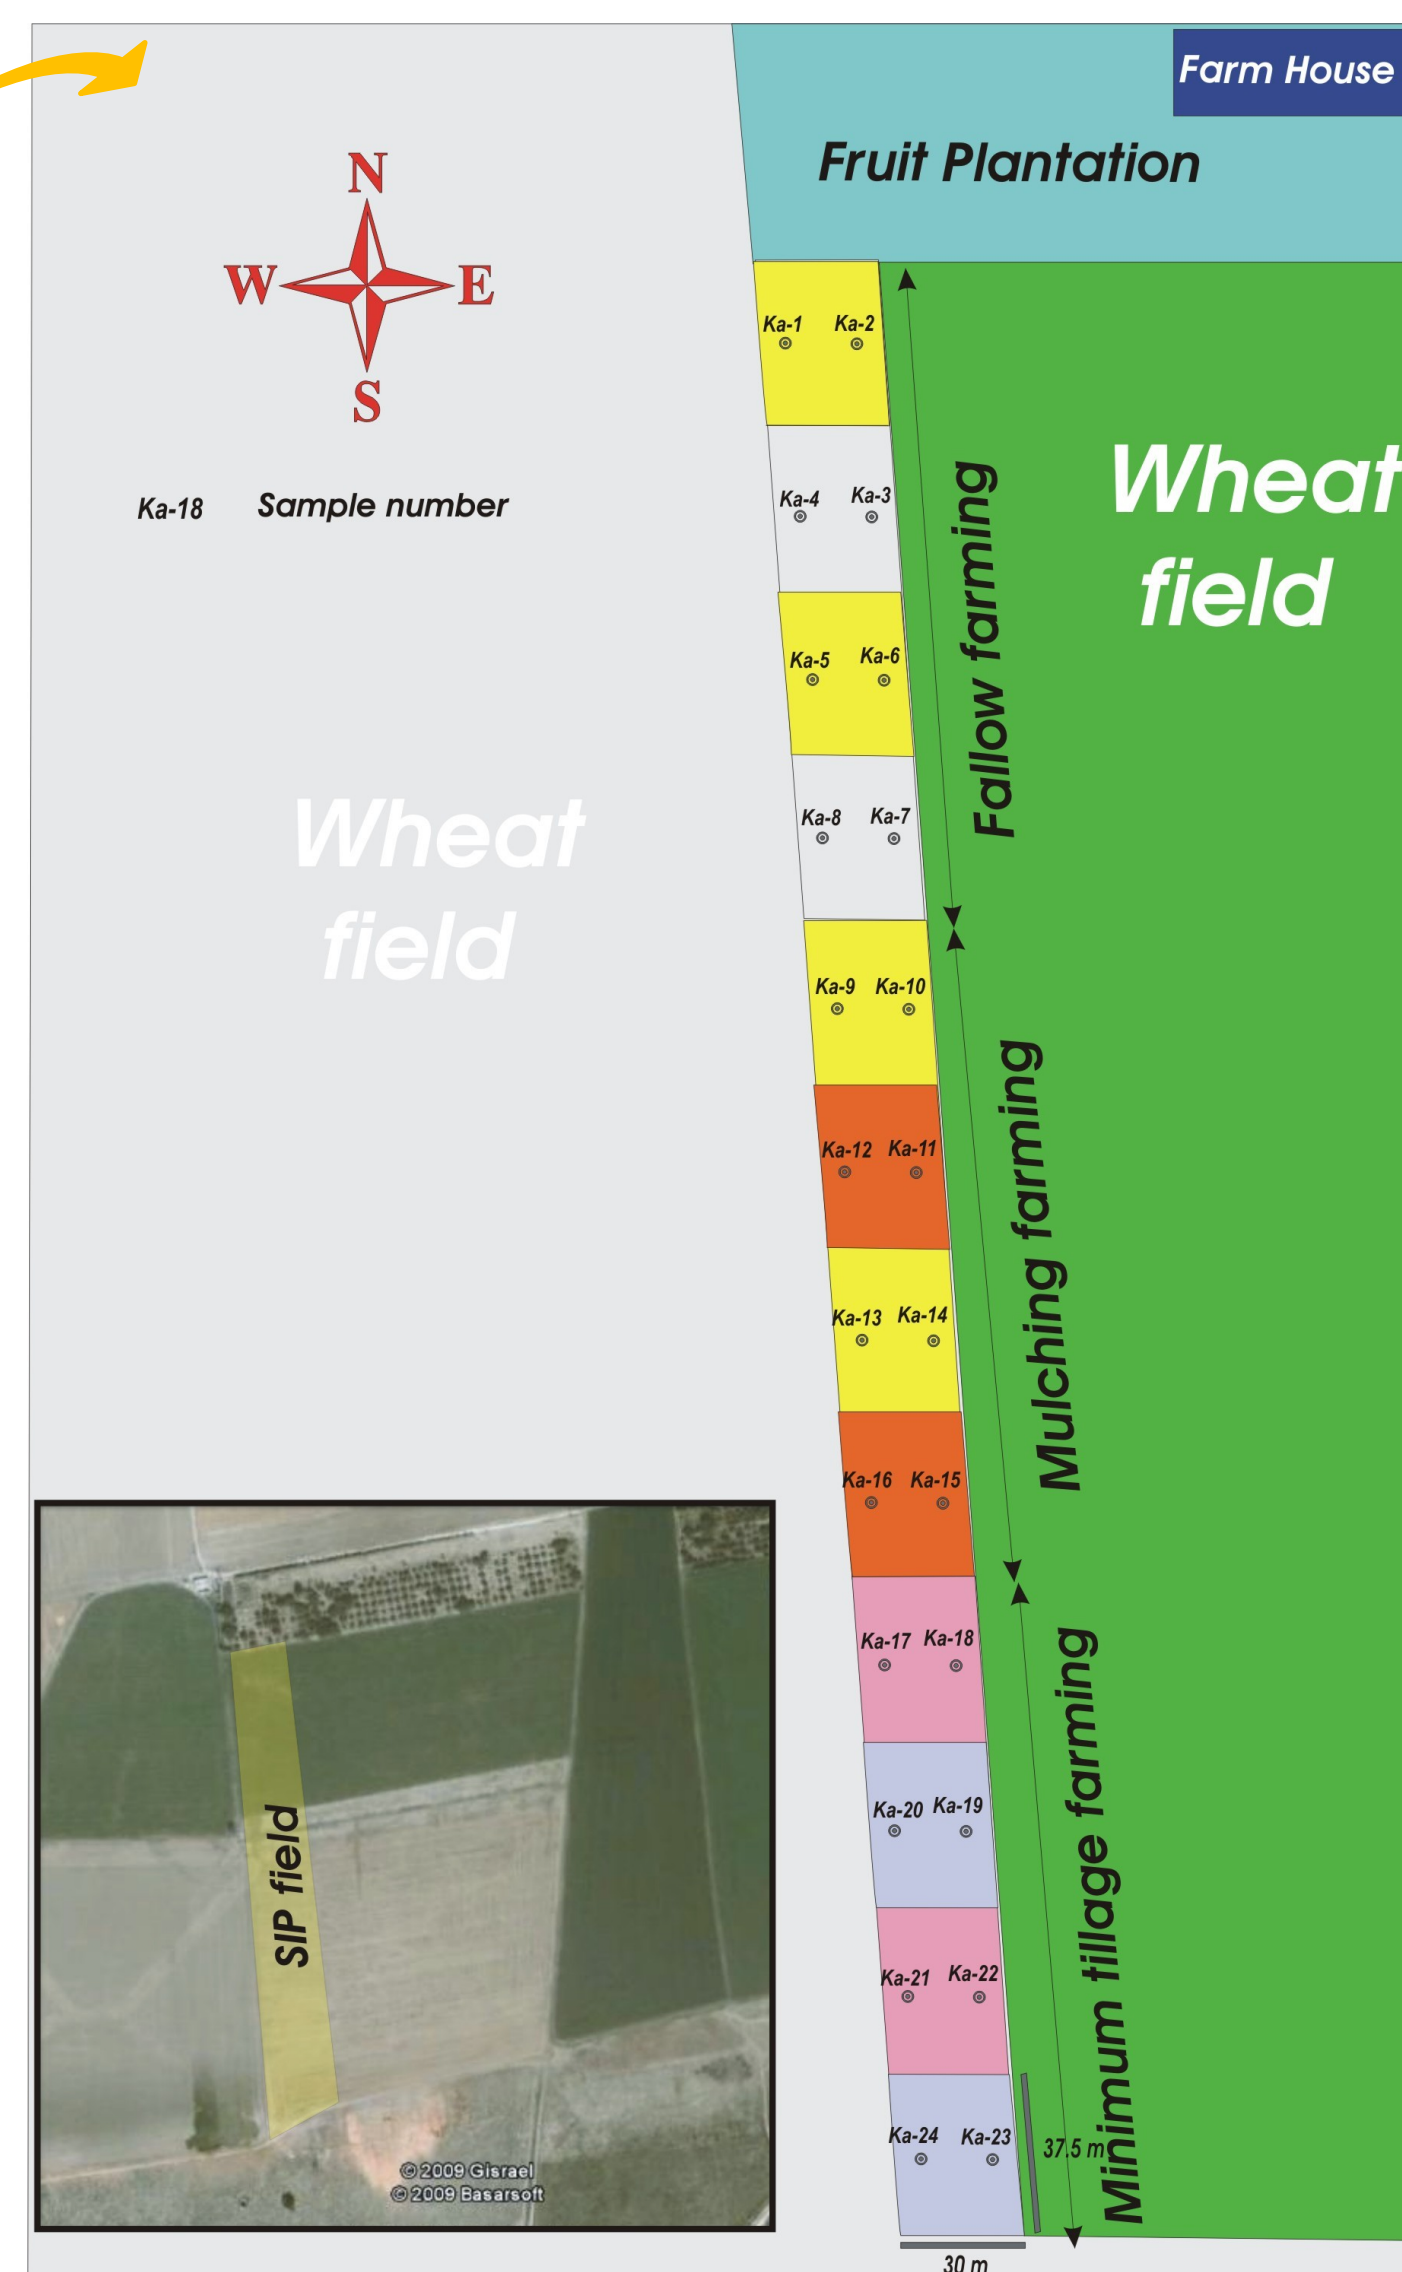 Farm House
Fruit Plantation
N
W E
S
Ka-18 Sample number
Wheat
field
Wheat
field
Ka-1 Ka-2
Ka-4 Ka-3
Ka-5 Ka-6
Ka-8 Ka-7
Ka-9 Ka-10
Ka-12 Ka-11
Ka-13 Ka-14
Ka-16 Ka-15
Ka-17 Ka-18
Ka-20 Ka-19
Ka-21 Ka-22
Ka-24 Ka-23
Fallow farming
Mulching farming
Minimum tillage farming
37.5 m
30 m
SIP field
© 2009 Gisrael
© 2009 Basarsoft